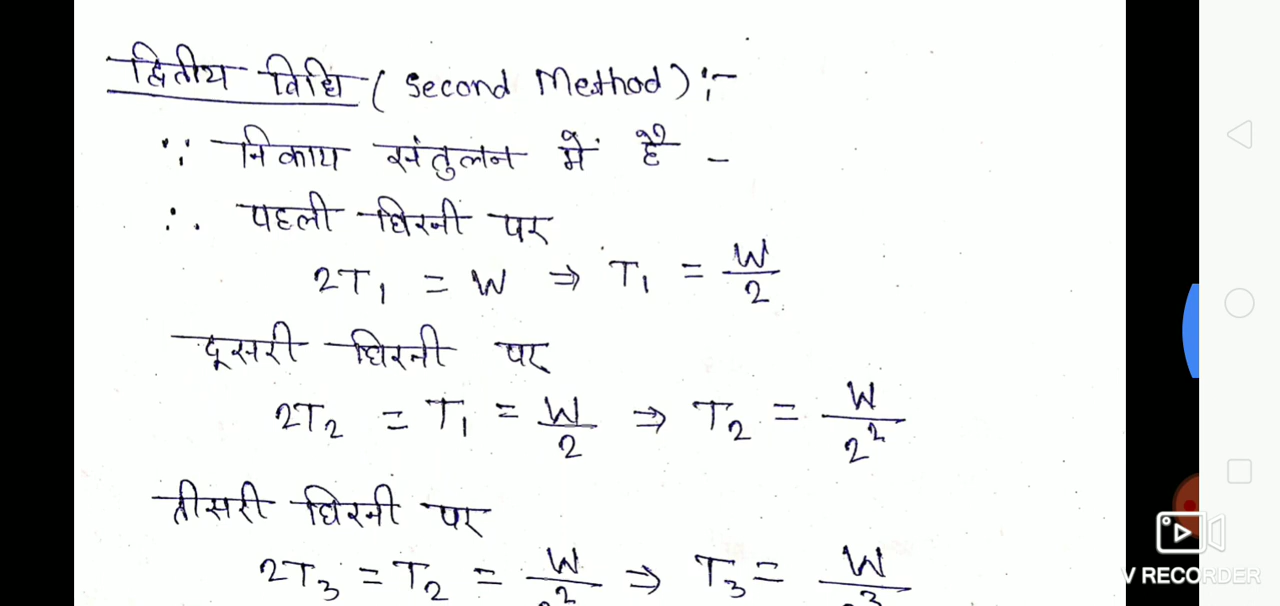 द्वितीय विधि ( Second Method ) :-
∵ निकाय संतुलन में है -
∴ पहली घिरनी पर
2T₁ = W ⇒ T₁ = W/2
दूसरी घिरनी पर
2T₂ = T₁ = W/2 ⇒ T₂ = W/2²
तीसरी घिरनी पर
2T₃ = T₂ = W/2² ⇒ T₃ = W/2³
V RECORDER